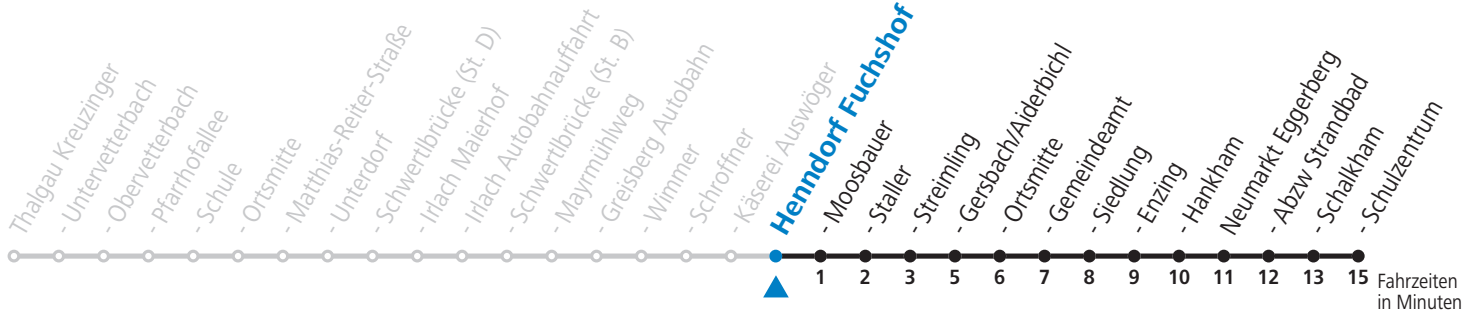 Thalgau Kreuzinger
- Untervetterbach
- Obervetterbach
- Pfarrhofallee
- Schule
- Ortsmitte
- Matthias-Reiter-Straße
- Unterdorf
- Schwertlbrücke (St. D)
- Irlach Maierhof
- Irlach Autobahnauffahrt
- Schwertlbrücke (St. B)
- Mayrmühlweg
- Greisberg Autobahn
- Wimmer
- Schroffner
- Käserei Auswöger
Henndorf Fuchshof
- Moosbauer
- Staller
- Streimling
- Gersbach/Aiderbichl
- Ortsmitte
- Gemeindeamt
- Siedlung
- Enzing
- Hankham
Neumarkt Eggerberg
- Abzw Strandbad
- Schalkham
- Schulzentrum
1 2 3 5 6 7 8 9 10 11 12 13 15 Fahrzeiten
in Minuten